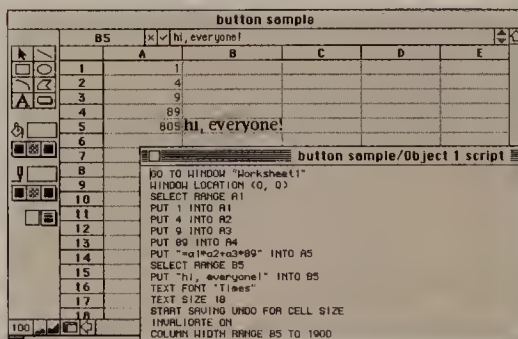 button sample
B5 hi, everyone!
A B C D E
1 1
2 4
3 9
4 89
5 805 hi, everyone!
6
7 button sample/Object 1 script
8 GO TO WINDOW "Worksheet1"
9 WINDOW LOCATION (0, 0)
10 SELECT RANGE A1
11 PUT 1 INTO A1
PUT 4 INTO A2
12 PUT 9 INTO A3
13 PUT 89 INTO A4
14 PUT "=a1*a2+a3*89" INTO A5
SELECT RANGE B5
15 PUT "hi, everyone!" INTO B5
16 TEXT FONT "Times"
17 TEXT SIZE 18
18 START SAVING UNDO FOR CELL SIZE
INVALIDATE ON
100 COLUMN WIDTH RANGE B5 TO 1900